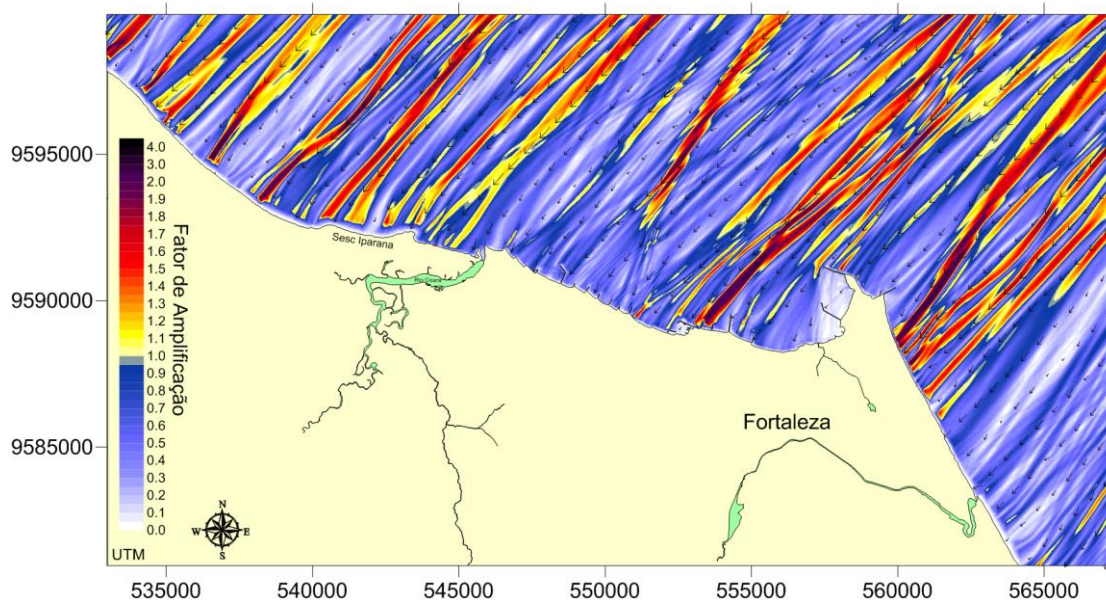 9595000
9590000
9585000
4.0
3.0
2.0
1.9
1.8
1.7
1.6
1.5
1.4
1.3
1.2
1.1
1.0
0.9
0.8
0.7
0.6
0.5
0.4
0.3
0.2
0.1
0.0
Fator de Amplificação
Sesc Iparana
Rio Ceará
Fortaleza
N
W E
S
UTM
535000 540000 545000 550000 555000 560000 565000